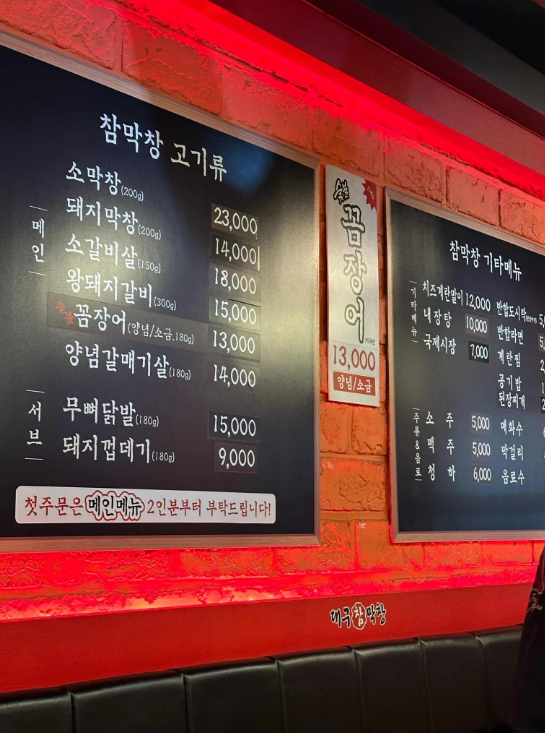 참막창 고기류
메인
소막창(200g) 23,000
돼지막창(200g) 14,000
소갈비살(150g) 18,000
왕돼지갈비(300g) 15,000
숯불꼼장어(양념/소금,180g) 13,000
양념갈매기살(180g) 14,000
서브
무뼈닭발(180g) 15,000
돼지껍데기(180g) 9,000
첫주문은 메인메뉴 2인분부터 부탁드립니다!
숯불
꼼장어
13,000
양념/소금
참막창 기타메뉴
기타메뉴
치즈계란말이 12,000 반합도시락
내장탕 10,000 반합라면
국제시장 7,000 계란찜
공기밥
된장찌개
주류&음료
소주 5,000 매화수
맥주 5,000 막걸리
청하 6,000 음료수
대구참막창